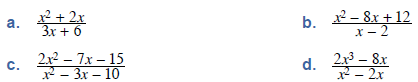 a. x² + 2x / 3x + 6
b. x² – 8x + 12 / x – 2
c. 2x² – 7x – 15 / x² – 3x – 10
d. 2x³ – 8x / x² – 2x